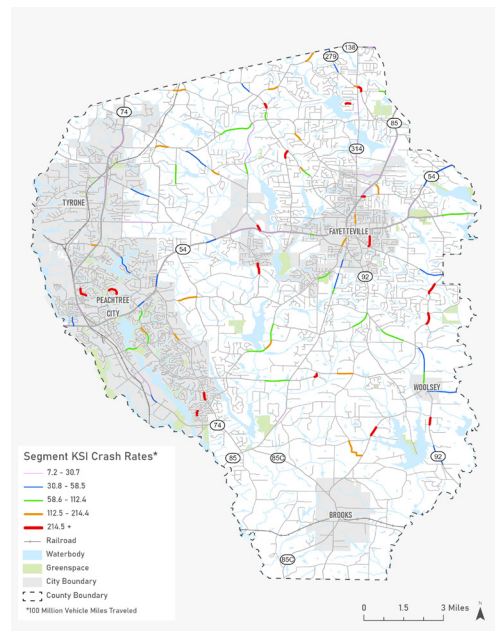 138
279
74
85
314
54
TYRONE
FAYETTEVILLE
54
92
PEACHTREE
CITY
WOOLSEY
74
85
85C
92
BROOKS
85C
Segment KSI Crash Rates*
7.2 - 30.7
30.8 - 58.5
58.6 - 112.4
112.5 - 214.4
214.5 +
Railroad
Waterbody
Greenspace
City Boundary
County Boundary
*100 Million Vehicle Miles Traveled
0 1.5 3 Miles
N